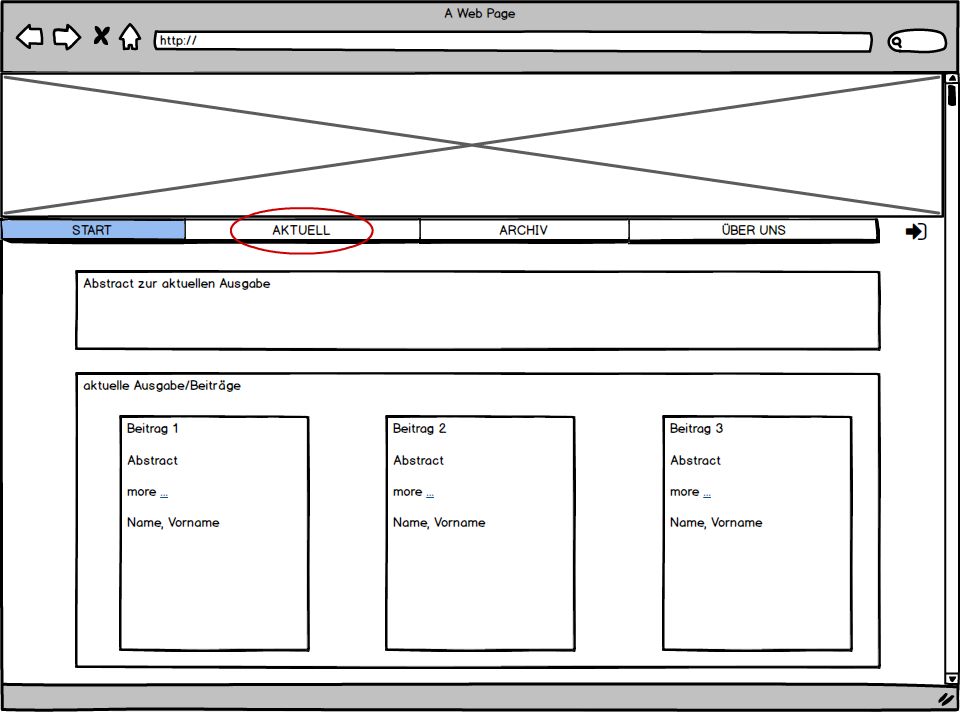 A Web Page
http://
START AKTUELL ARCHIV ÜBER UNS
Abstract zur aktuellen Ausgabe
aktuelle Ausgabe/Beiträge
Beitrag 1
Abstract
more ...
Name, Vorname
Beitrag 2
Abstract
more ...
Name, Vorname
Beitrag 3
Abstract
more ...
Name, Vorname